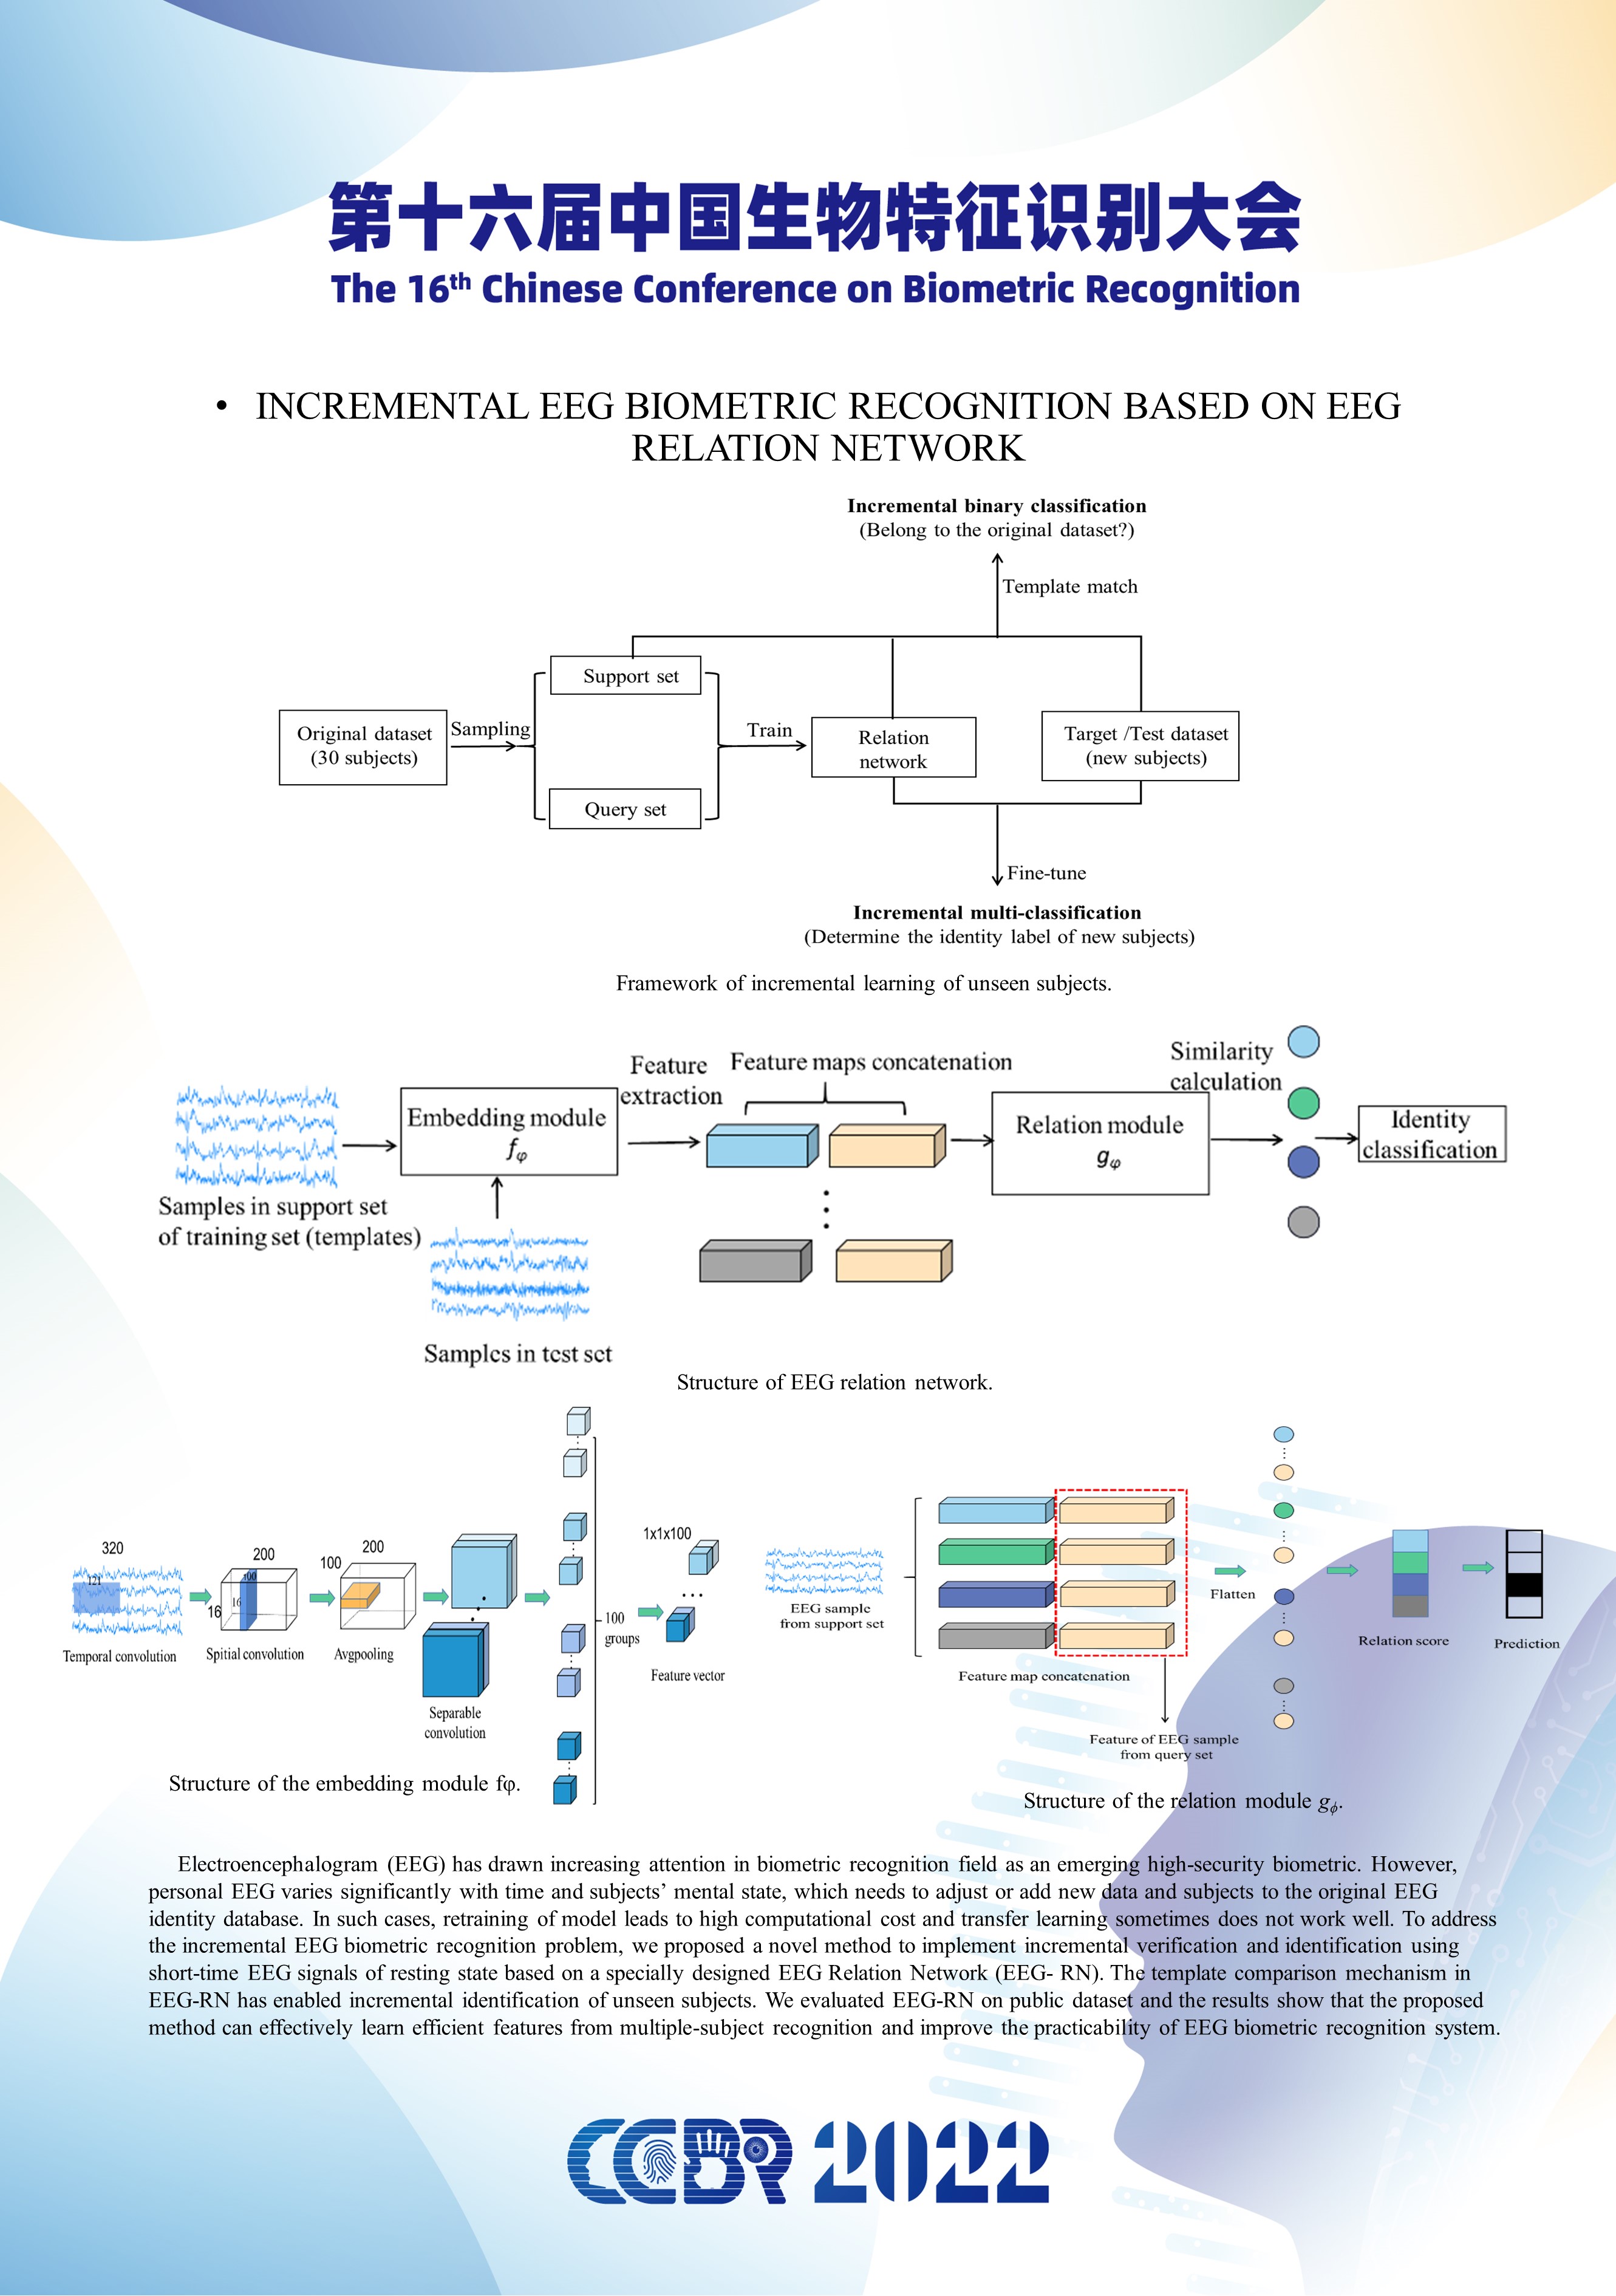 第十六届中国生物特征识别大会
The 16th Chinese Conference on Biometric Recognition
• INCREMENTAL EEG BIOMETRIC RECOGNITION BASED ON EEG
RELATION NETWORK
Incremental binary classification
(Belong to the original dataset?)
Template match
Support set
Original dataset
(30 subjects)
Sampling
Train
Relation
network
Target /Test dataset
(new subjects)
Query set
Fine-tune
Incremental multi-classification
(Determine the identity label of new subjects)
Framework of incremental learning of unseen subjects.
Samples in support set
of training set (templates)
Embedding module
fφ
Samples in test set
Feature
extraction
Feature maps concatenation
Relation module
gφ
Similarity
calculation
Identity
classification
Structure of EEG relation network.
320
121
Temporal convolution
200
100
16
16
Spitial convolution
200
100
Avgpooling
Separable
convolution
100
groups
1x1x100
Feature vector
Structure of the embedding module fφ.
EEG sample
from support set
Feature map concatenation
Feature of EEG sample
from query set
Flatten
Relation score
Prediction
Structure of the relation module gϕ.
Electroencephalogram (EEG) has drawn increasing attention in biometric recognition field as an emerging high-security biometric. However,
personal EEG varies significantly with time and subjects’ mental state, which needs to adjust or add new data and subjects to the original EEG
identity database. In such cases, retraining of model leads to high computational cost and transfer learning sometimes does not work well. To address
the incremental EEG biometric recognition problem, we proposed a novel method to implement incremental verification and identification using
short-time EEG signals of resting state based on a specially designed EEG Relation Network (EEG- RN). The template comparison mechanism in
EEG-RN has enabled incremental identification of unseen subjects. We evaluated EEG-RN on public dataset and the results show that the proposed
method can effectively learn efficient features from multiple-subject recognition and improve the practicability of EEG biometric recognition system.
CCBR 2022